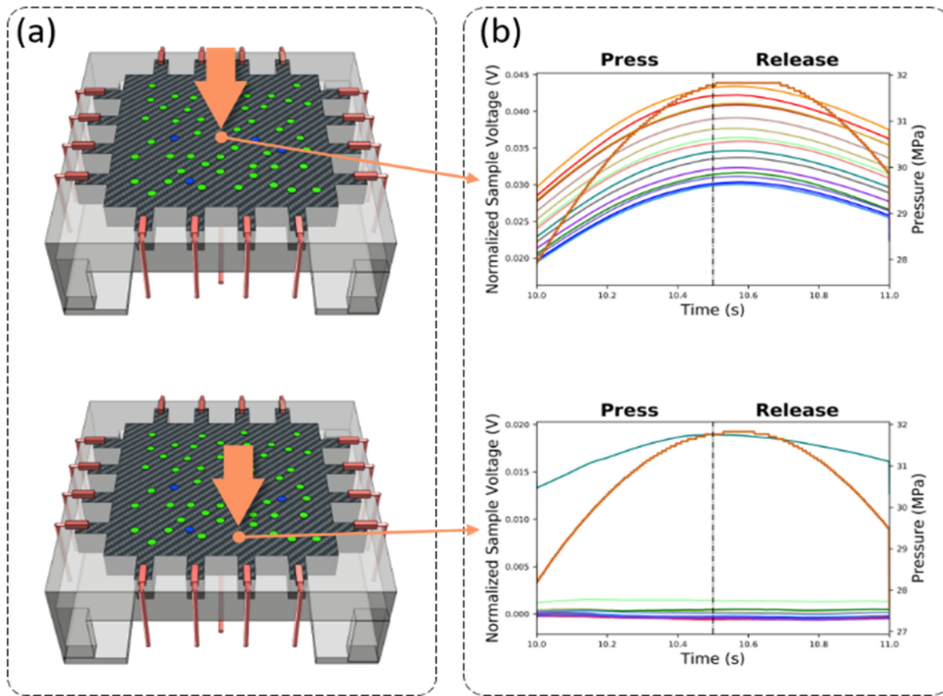 (a)
(b)
Press Release
Normalized Sample Voltage (V)
0.045
0.040
0.035
0.030
0.025
0.020
32
31
30
29
28
Pressure (MPa)
10.0 10.2 10.4 10.6 10.8 11.0
Time (s)
Press Release
Normalized Sample Voltage (V)
0.020
0.015
0.010
0.005
0.000
32
31
30
29
28
27
Pressure (MPa)
10.0 10.2 10.4 10.6 10.8 11.0
Time (s)